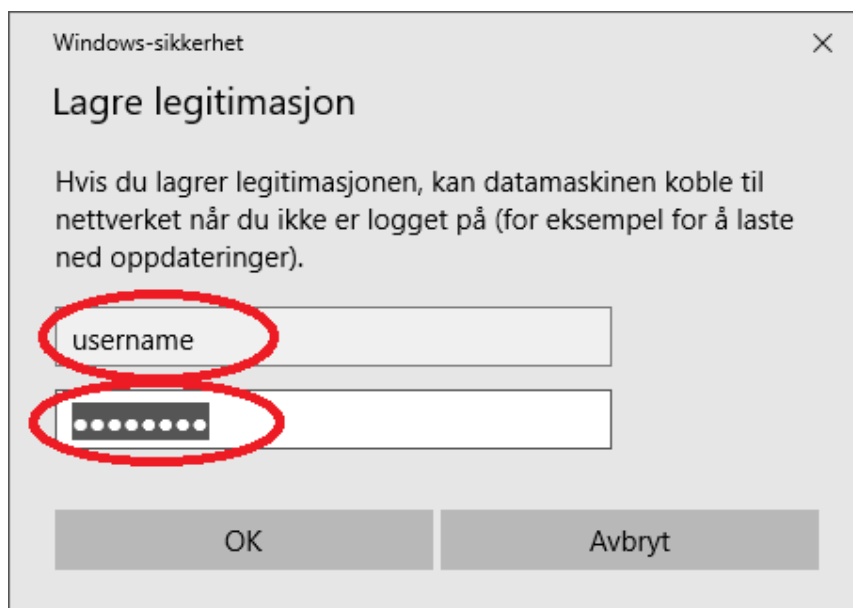 Windows-sikkerhet
Lagre legitimasjon
Hvis du lagrer legitimasjonen, kan datamaskinen koble til
nettverket når du ikke er logget på (for eksempel for å laste
ned oppdateringer).
username
●●●●●●●●
OK
Avbryt